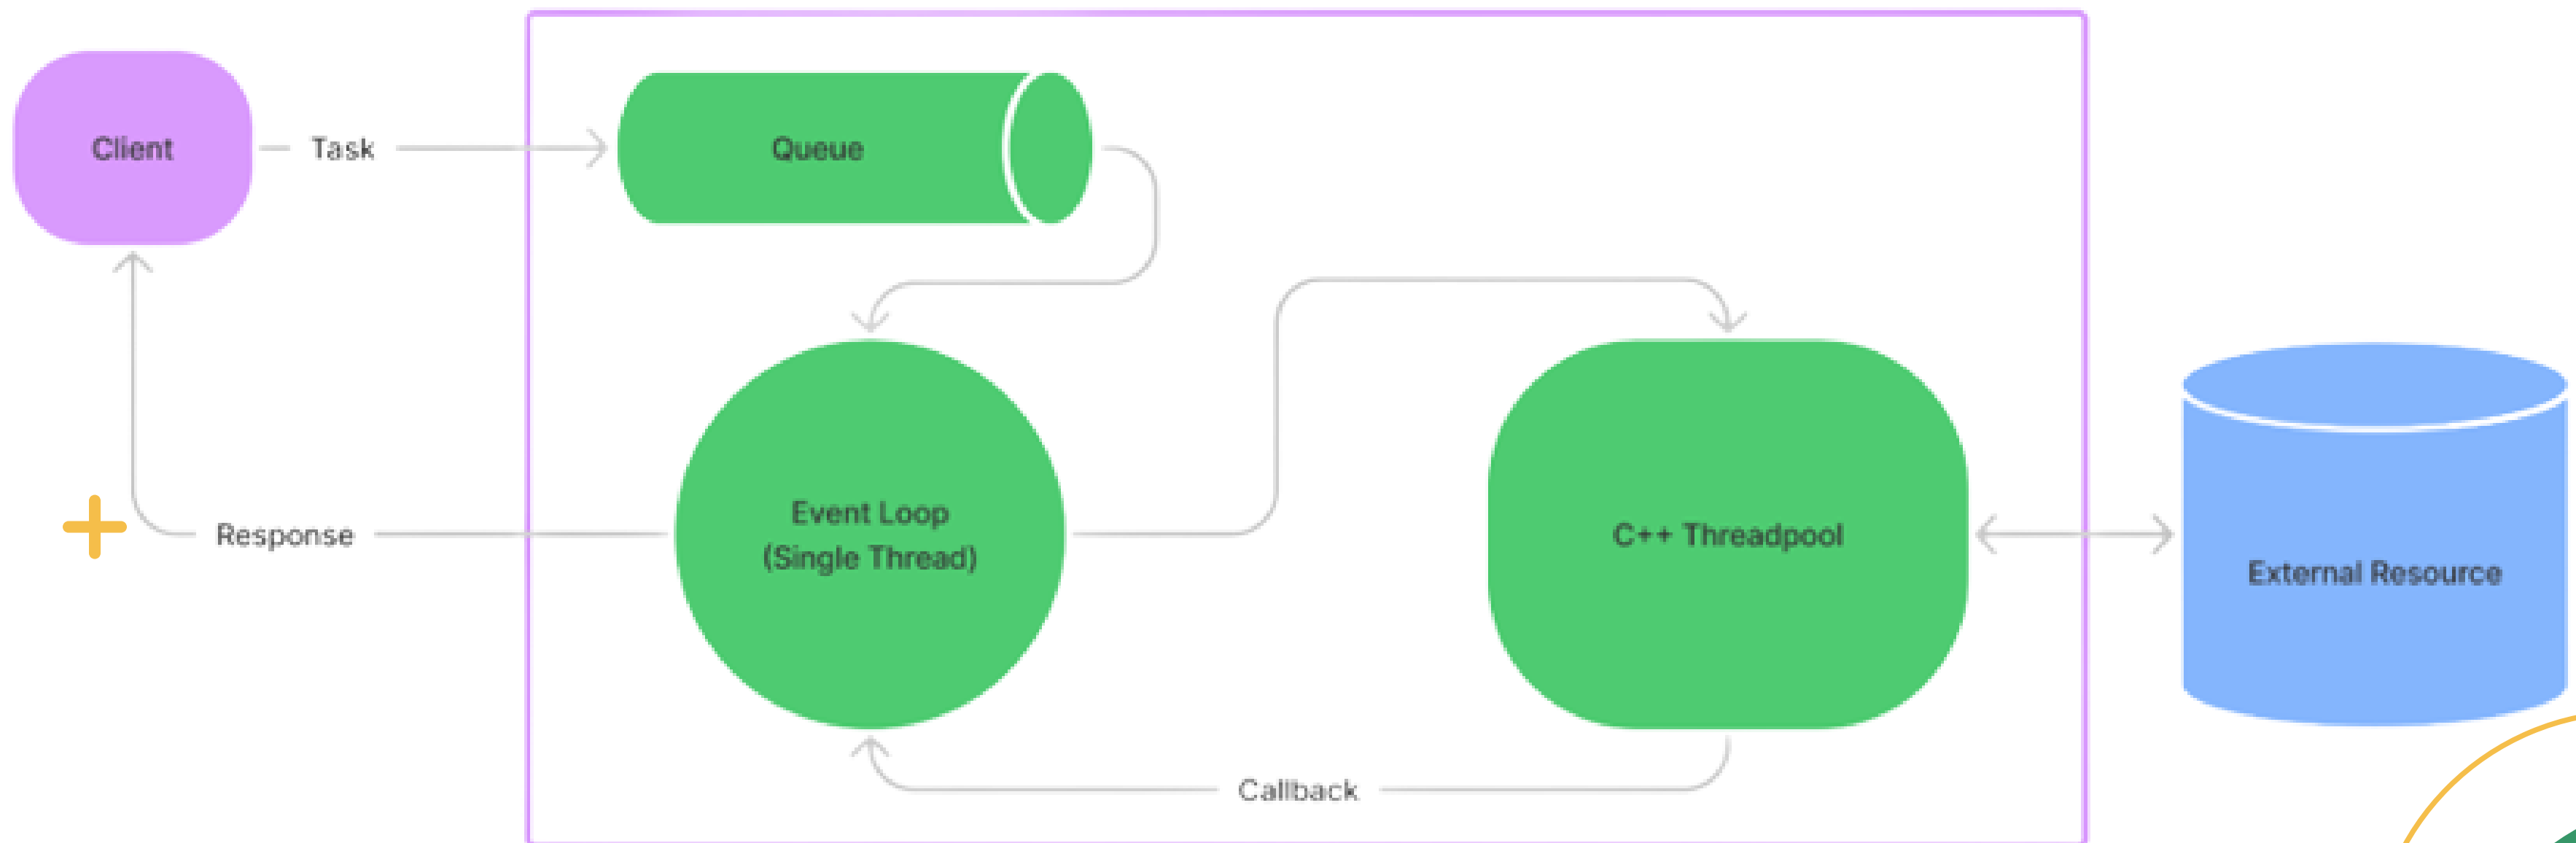 Client
Task
Queue
Event Loop
(Single Thread)
C++ Threadpool
External Resource
Response
Callback